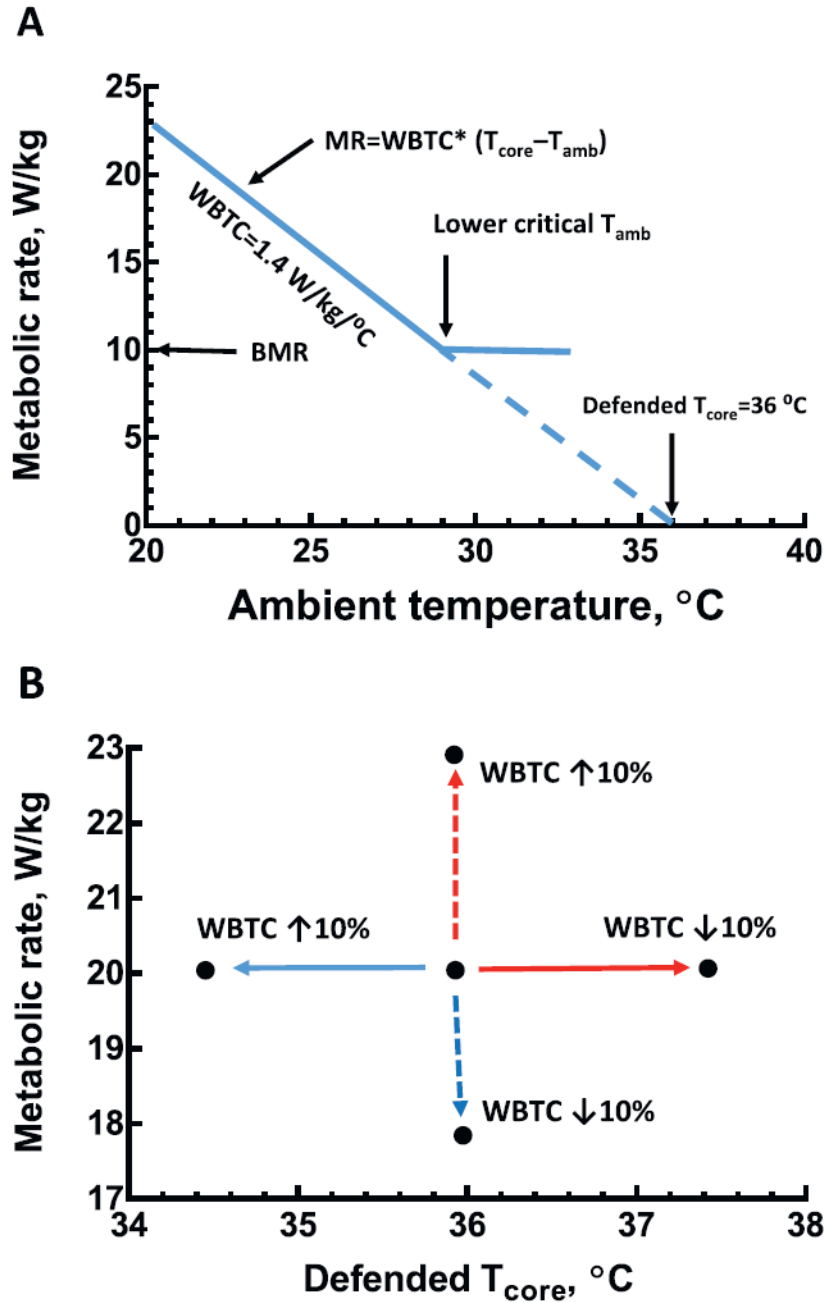 A
Metabolic rate, W/kg
25
20
15
10
5
0
MR=WBTC* (Tcore–Tamb)
WBTC=1.4 W/kg/⁰C
Lower critical Tamb
BMR
Defended Tcore=36 ⁰C
20
25
30
35
40
Ambient temperature, °C
B
Metabolic rate, W/kg
23
22
21
20
19
18
17
WBTC ↑10%
WBTC ↑10%
WBTC ↓10%
WBTC ↓10%
34
35
36
37
38
Defended Tcore, °C